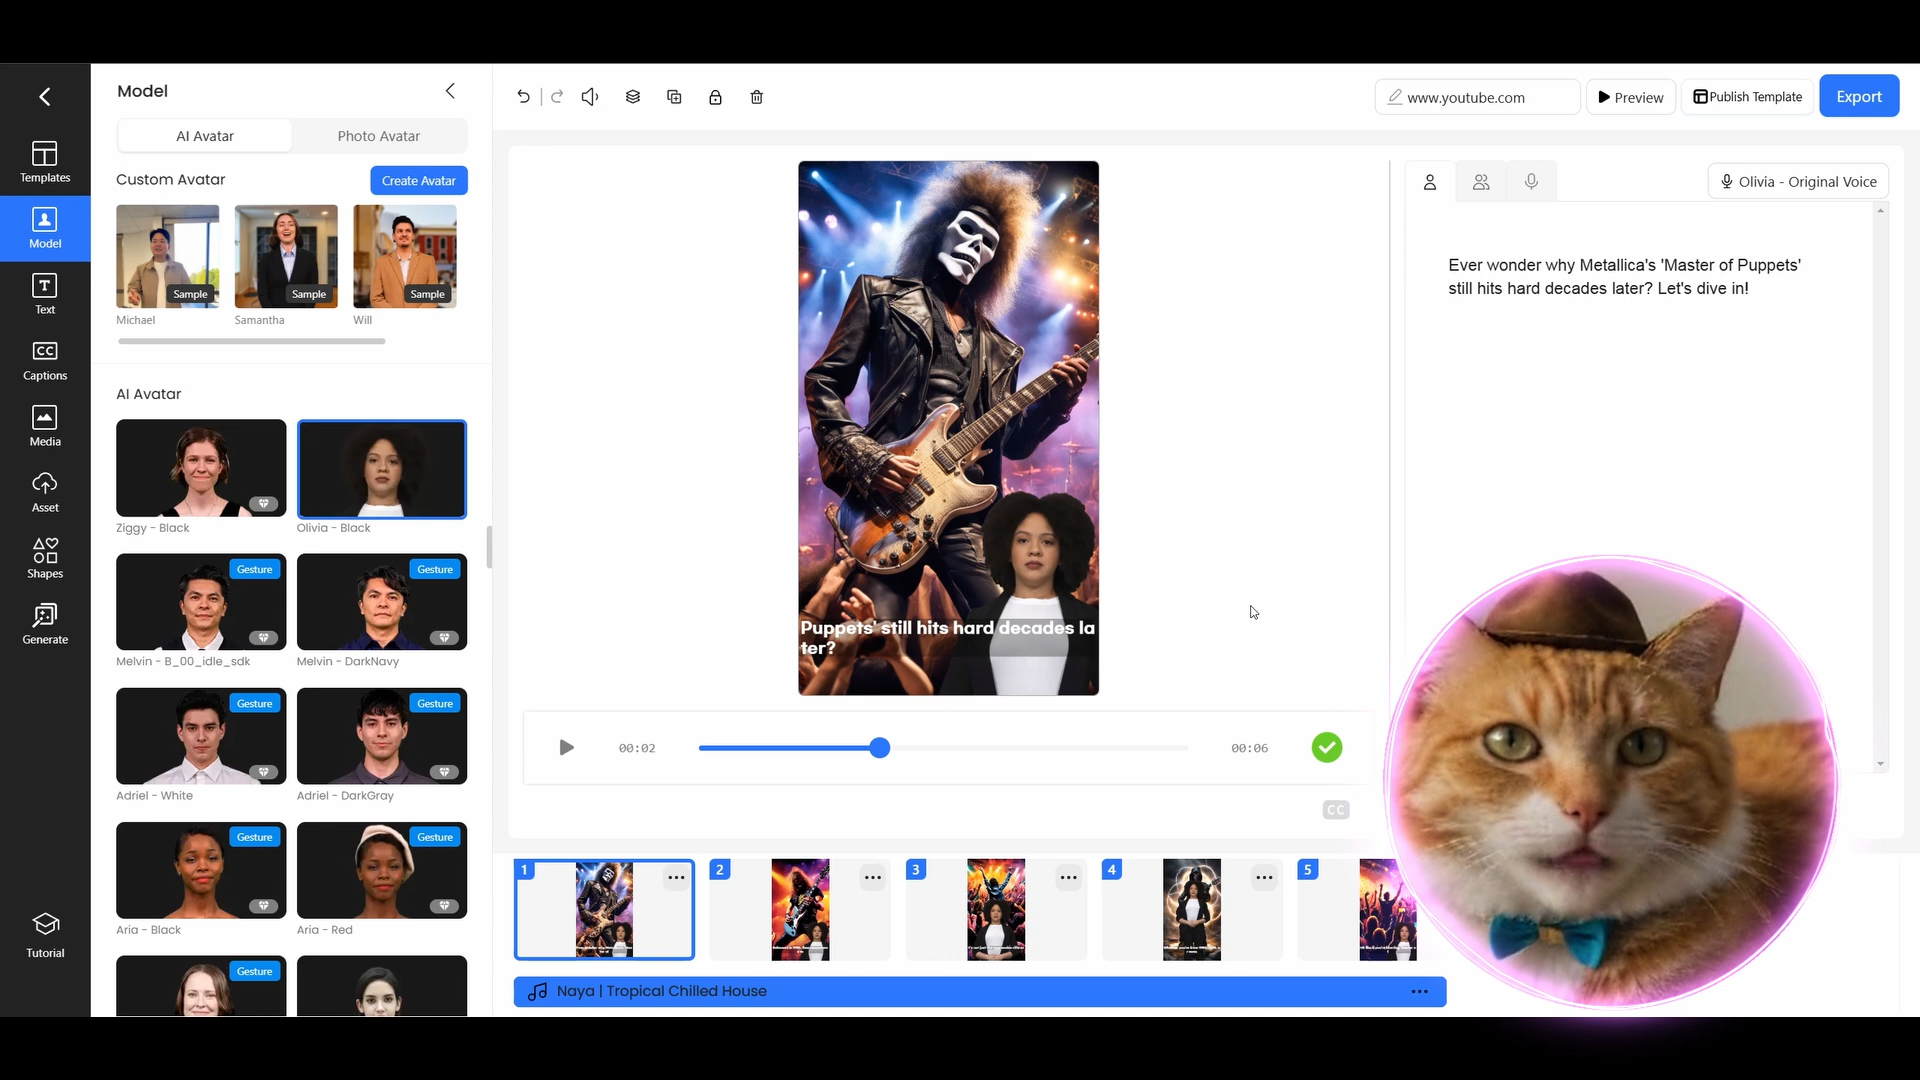 Templates
Model
Text
Captions
Media
Asset
Shapes
Generate
Tutorial
Model
AI Avatar
Photo Avatar
Custom Avatar
Create Avatar
Sample
Sample
Sample
Michael
Samantha
Will
AI Avatar
Ziggy - Black
Olivia - Black
Gesture
Gesture
Melvin - B_00_idle_sdk
Melvin - DarkNavy
Gesture
Gesture
Adriel - White
Adriel - DarkGray
Gesture
Gesture
Aria - Black
Aria - Red
Gesture
www.youtube.com
Preview
Publish Template
Export
Puppets' still hits hard decades la
ter?
Olivia - Original Voice
Ever wonder why Metallica's 'Master of Puppets'
still hits hard decades later? Let's dive in!
00:02
00:06
CC
1
2
3
4
5
Naya | Tropical Chilled House